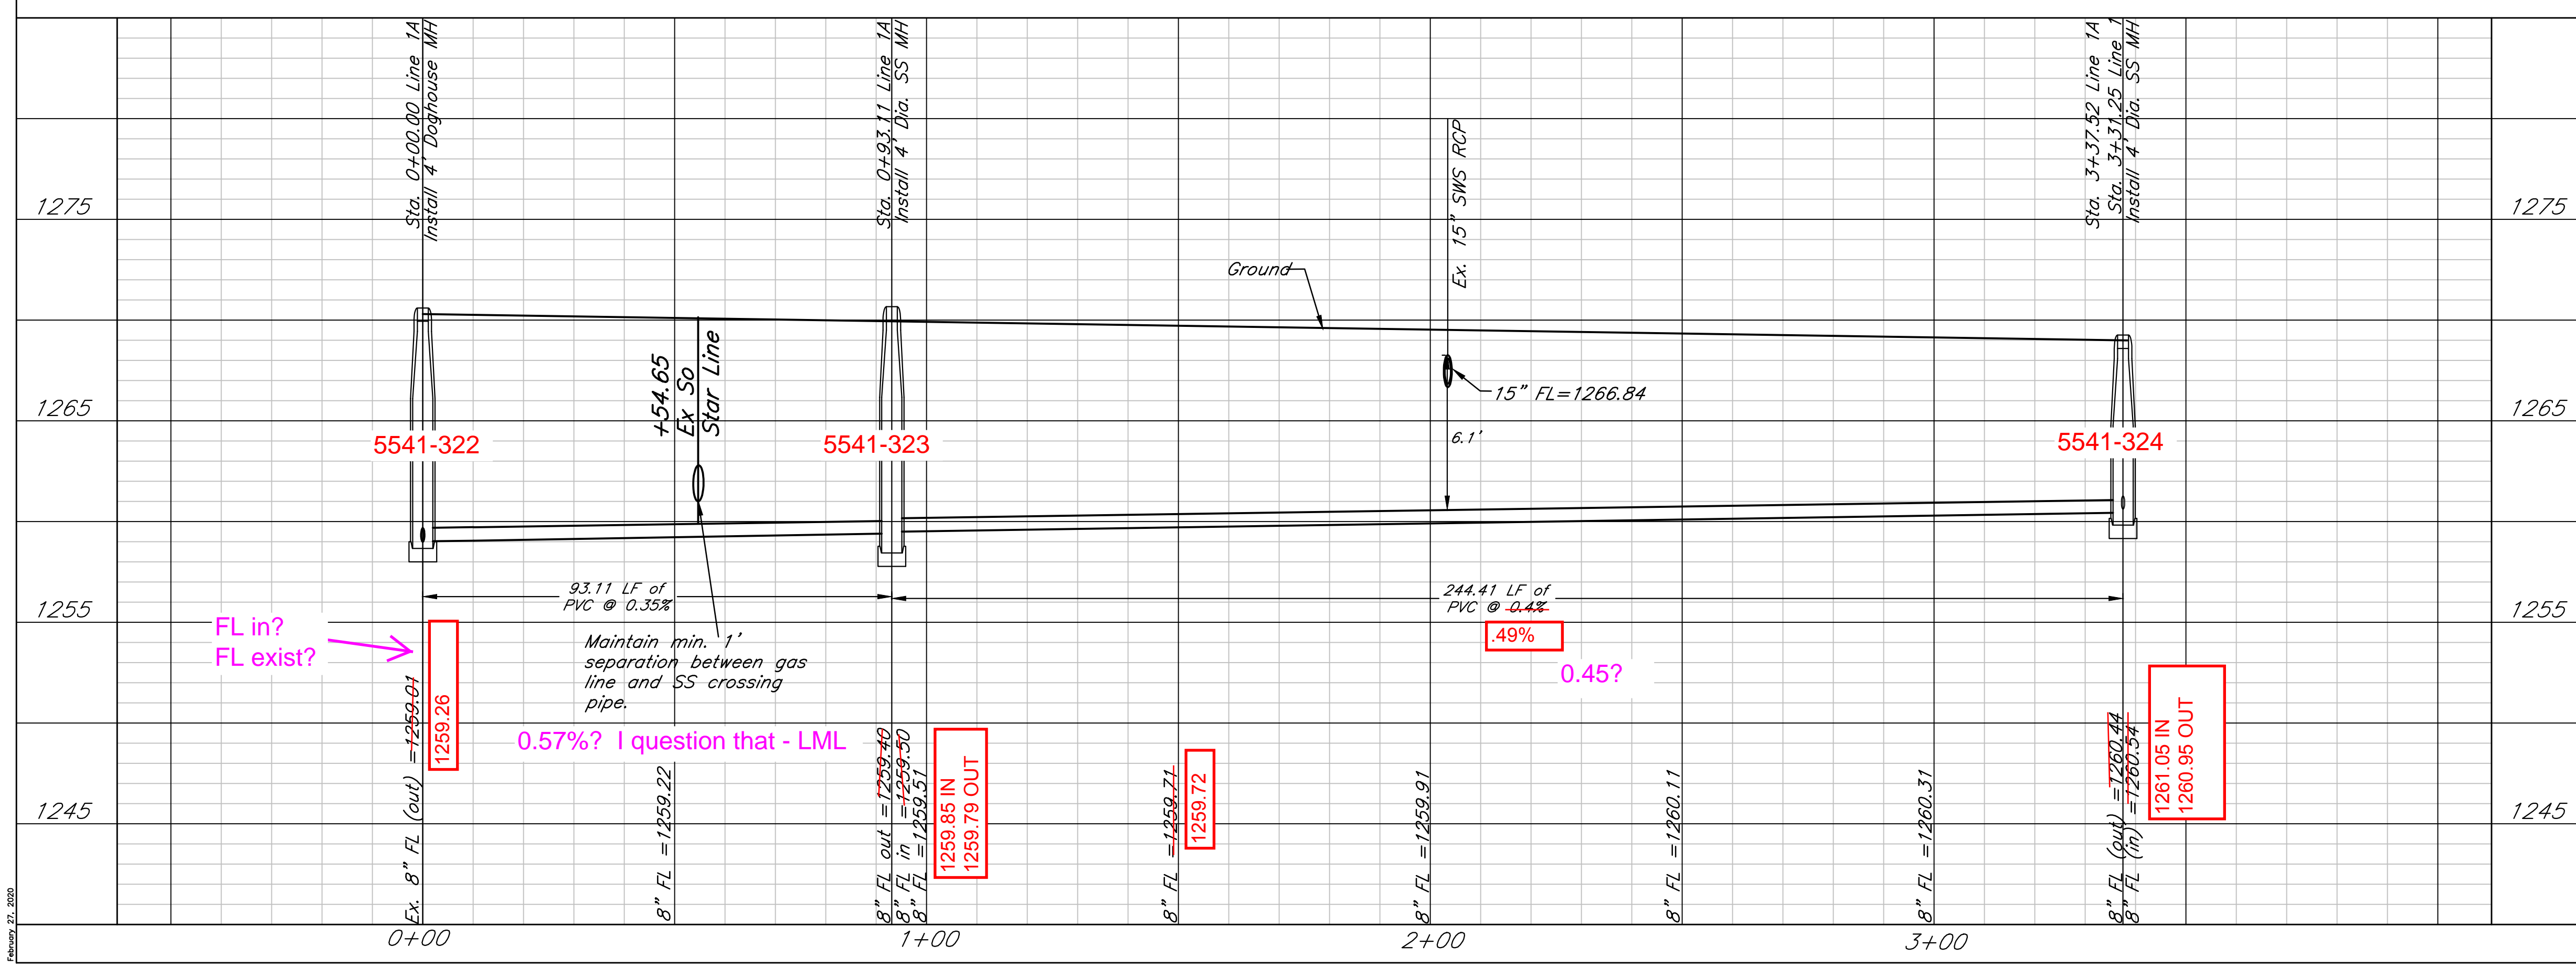 Sta. 0+00.00 Line 1A
Install 4' Doghouse MH
Sta. 0+93.11 Line 1A
Install 4' Dia. SS MH
Ex. 15" SWS RCP
Sta. 3+37.52 Line 1A
Sta. 3+31.25 Line 1
Install 4' Dia. SS MH
1275
1275
Ground
+54.65
Ex So
Star Line
15" FL=1266.84
1265
1265
6.1'
5541-322
5541-323
5541-324
93.11 LF of
PVC @ 0.35%
244.41 LF of
PVC @ 0.4%
1255
1255
FL in?
FL exist?
.49%
0.45?
Maintain min. 1'
separation between gas
line and SS crossing
pipe.
0.57%? I question that - LML
1245
1245
Ex. 8" FL (out) =1259.01
1259.26
8" FL =1259.22
8" FL out =1259.40
8" FL in =1259.50
8" FL =1259.51
1259.85 IN
1259.79 OUT
8" FL =1259.71
1259.72
8" FL =1259.91
8" FL =1260.11
8" FL =1260.31
8" FL (out) =1260.44
8" FL (in) =1260.54
1261.05 IN
1260.95 OUT
0+00
1+00
2+00
3+00
February 27, 2020